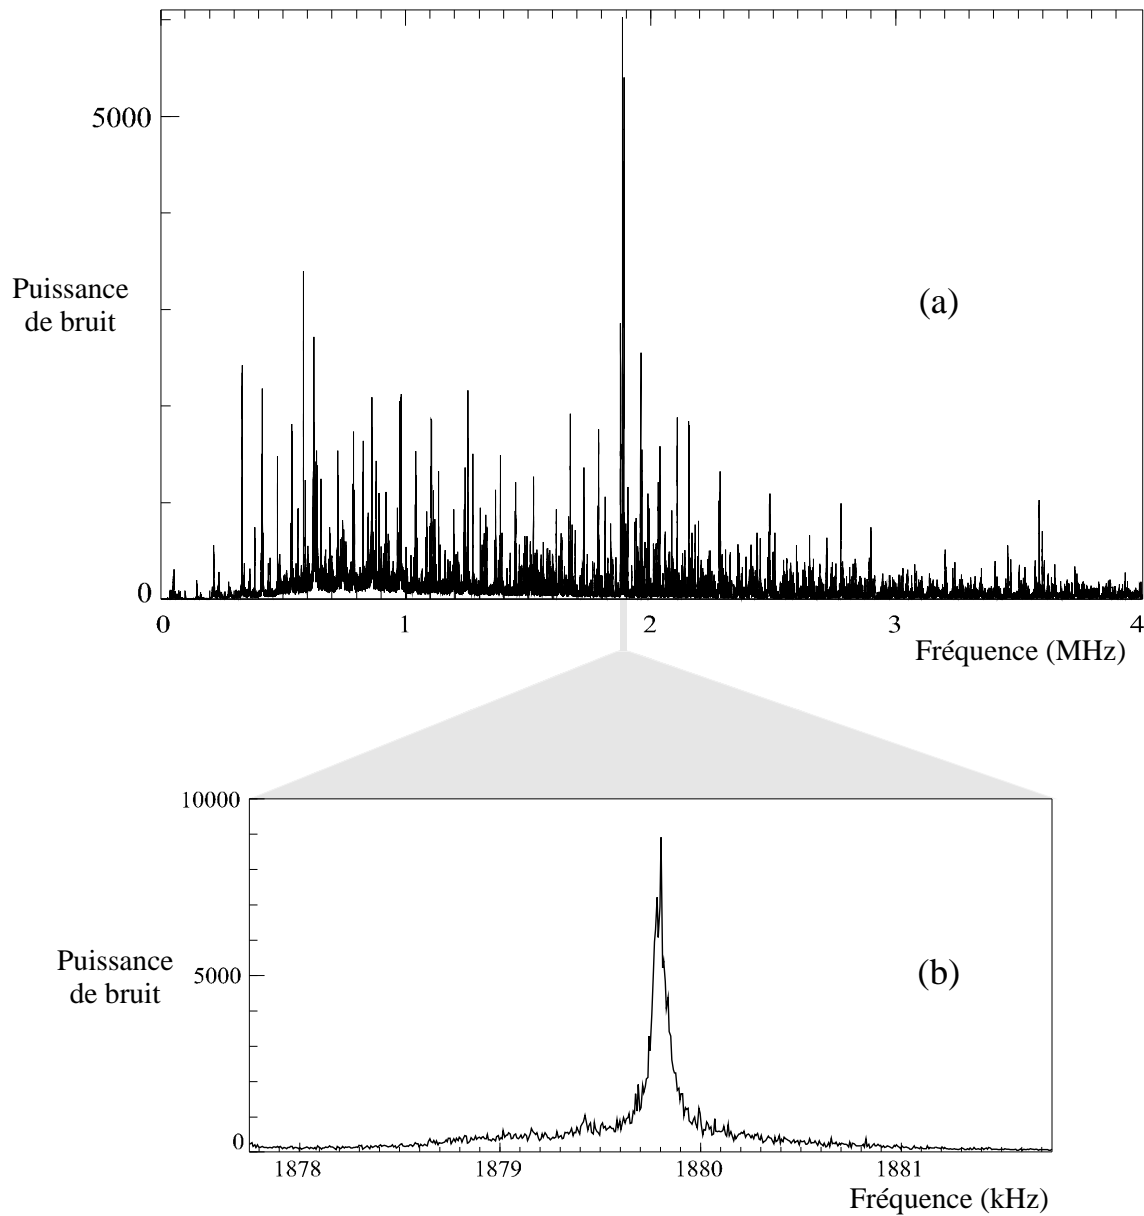 5000
Puissance
de bruit
(a)
0
0 1 2 3 4
Fréquence (MHz)
10000
Puissance
de bruit
5000
(b)
0
1878 1879 1880 1881
Fréquence (kHz)